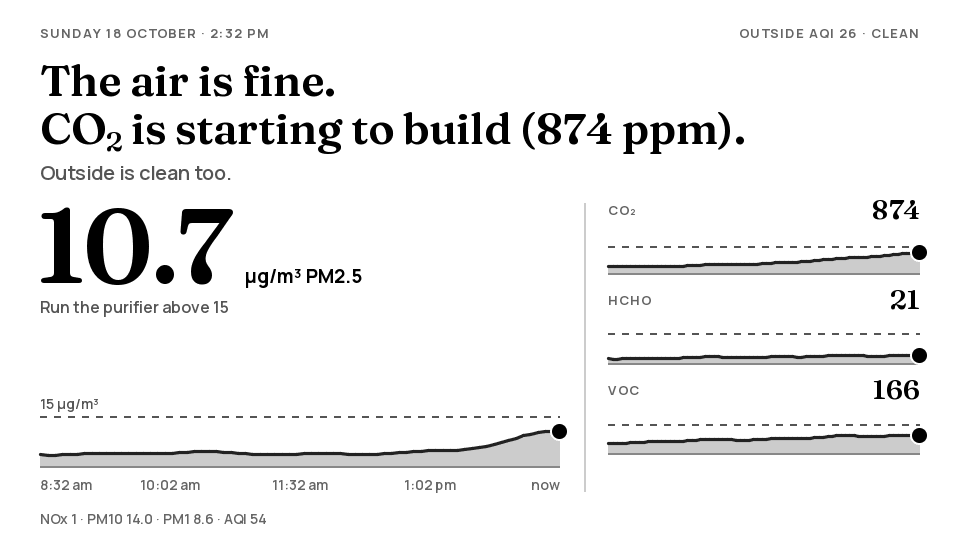 SUNDAY 18 OCTOBER · 2:32 PM
OUTSIDE AQI 26 · CLEAN
The air is fine.
CO₂ is starting to build (874 ppm).
Outside is clean too.
10.7 µg/m³ PM2.5
Run the purifier above 15
15 µg/m³
8:32 am 10:02 am 11:32 am 1:02 pm now
CO₂ 874
HCHO 21
VOC 166
NOx 1 · PM10 14.0 · PM1 8.6 · AQI 54